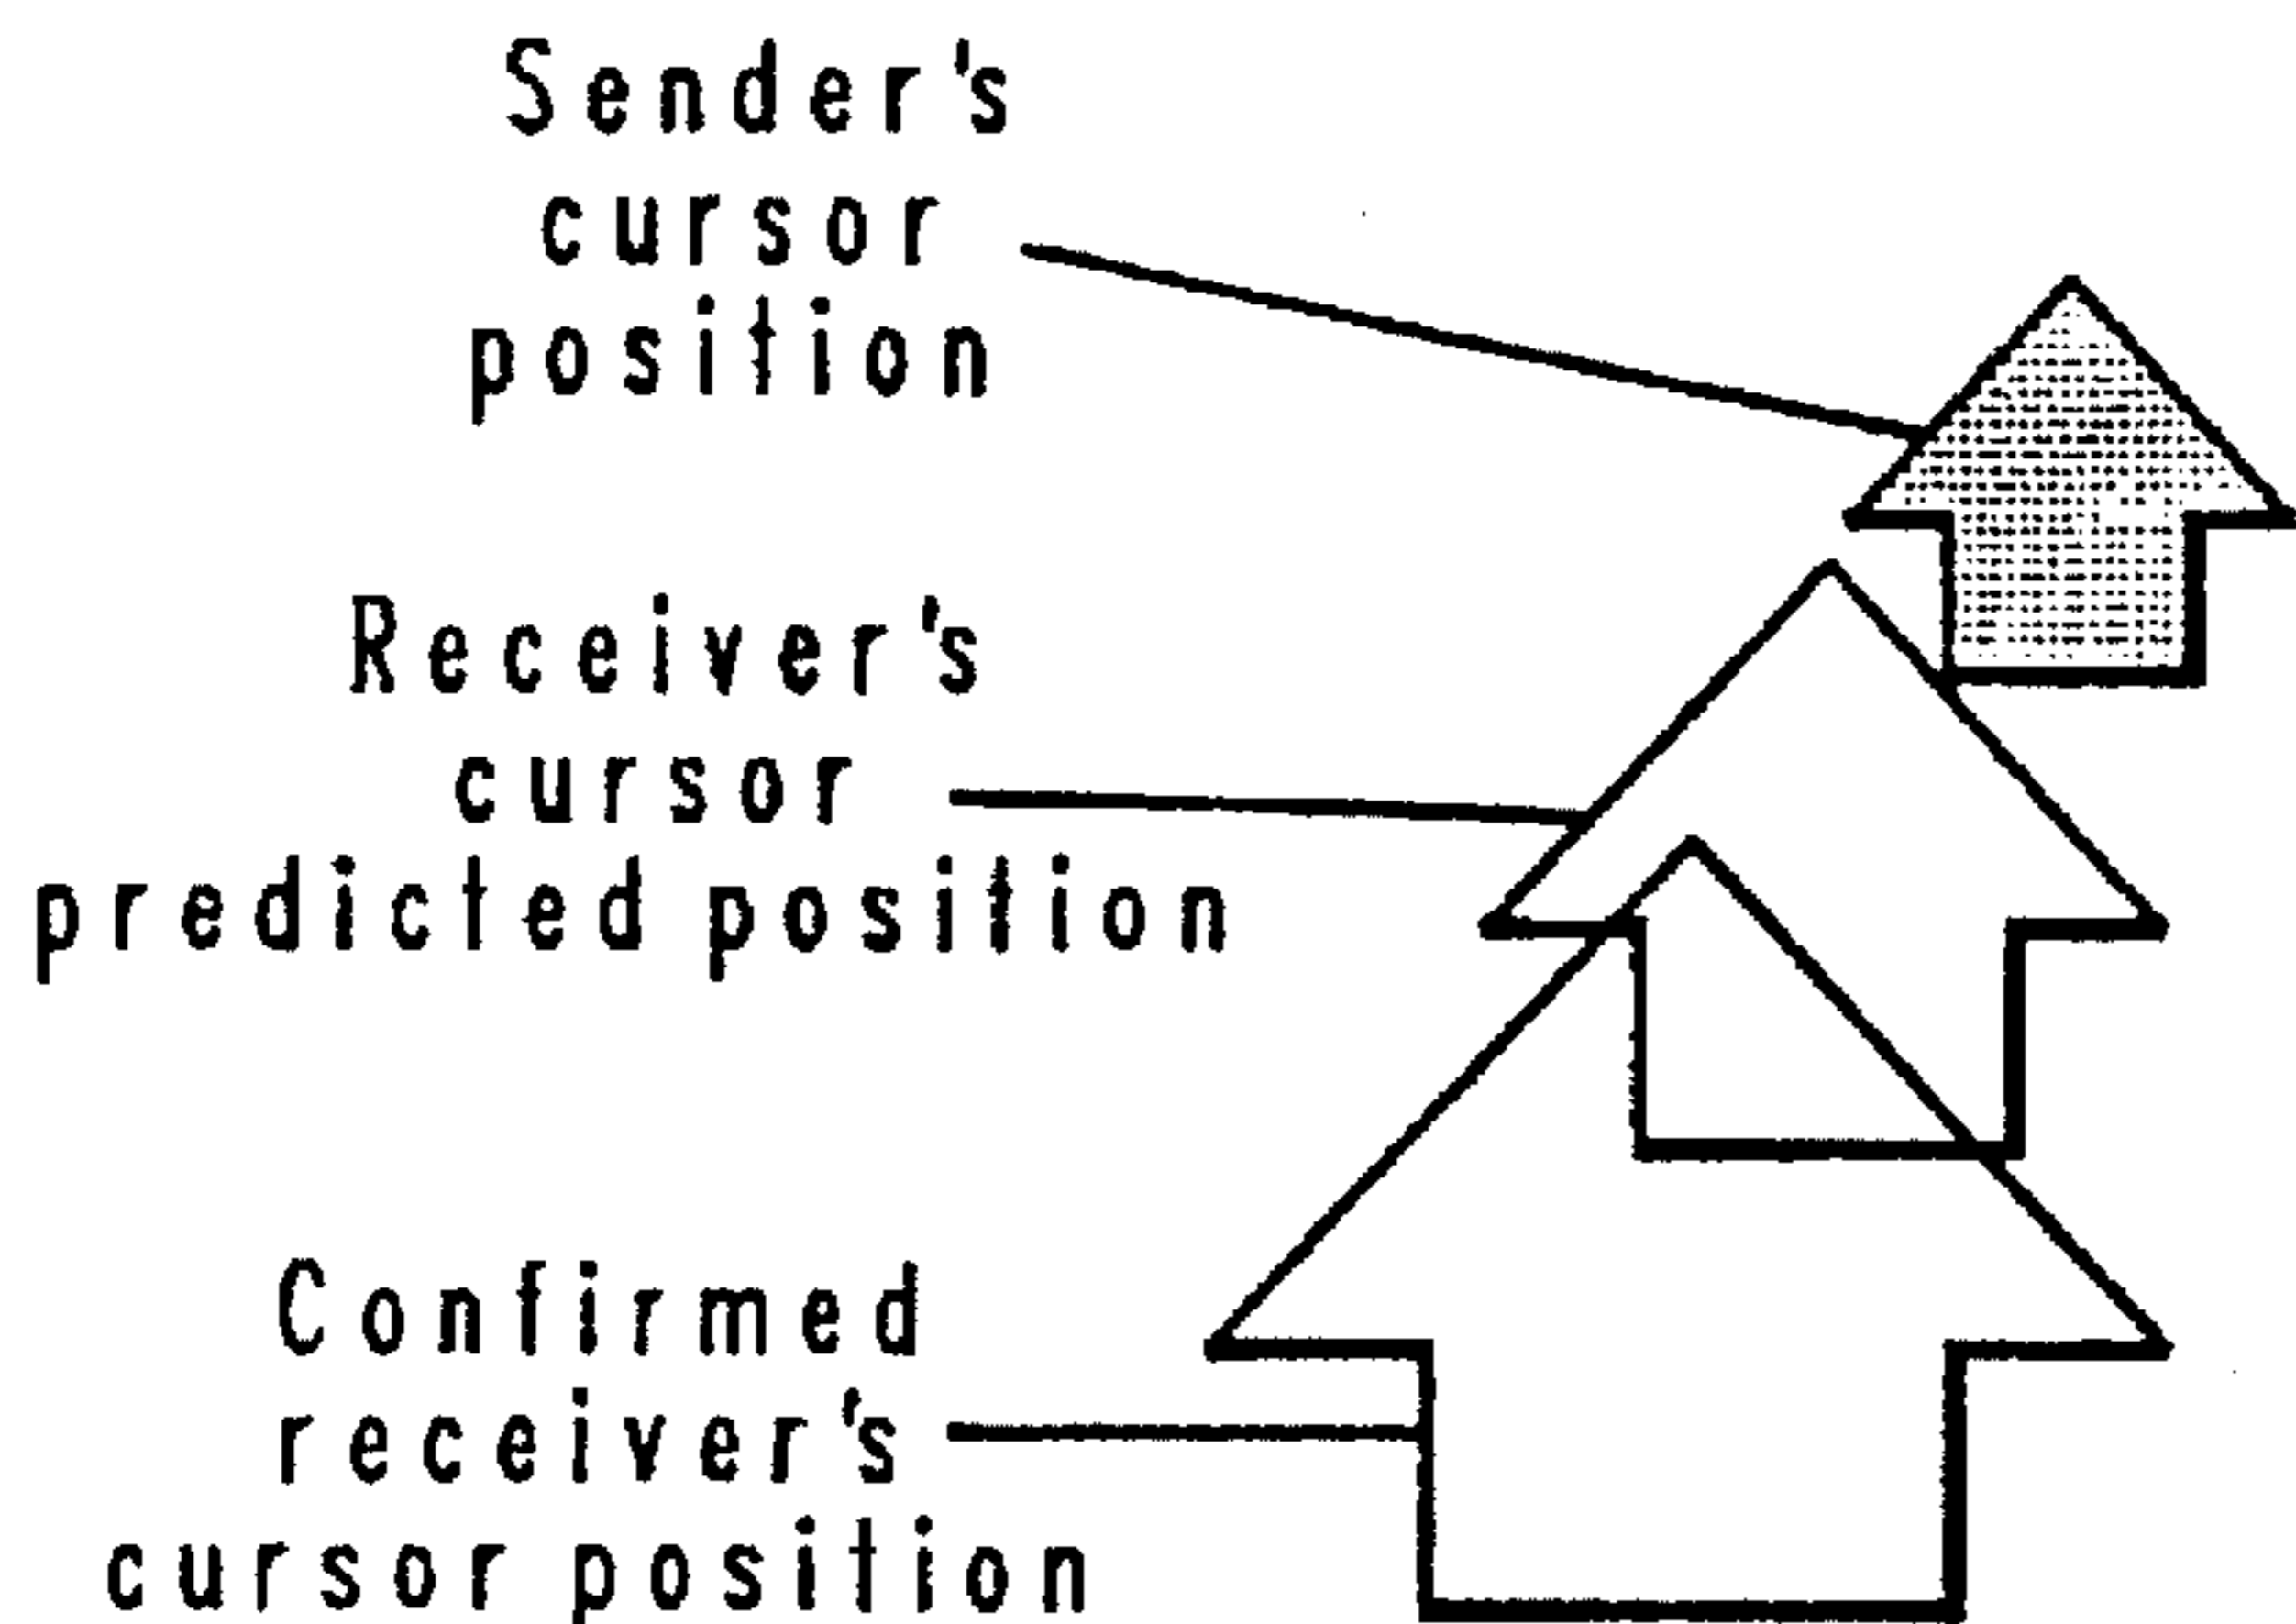 Sender's
cursor
position
Receiver's
cursor
predicted position
Confirmed
receiver's
cursor position